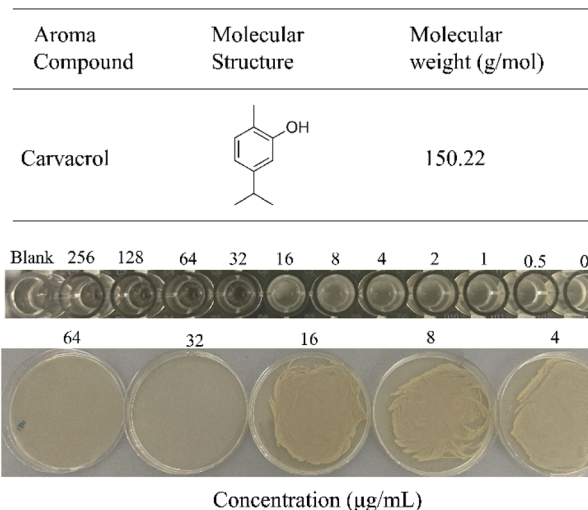 Aroma Compound Molecular Structure Molecular weight (g/mol)
Carvacrol OH 150.22
Blank 256 128 64 32 16 8 4 2 1 0.5 0
64 32 16 8 4
Concentration (μg/mL)